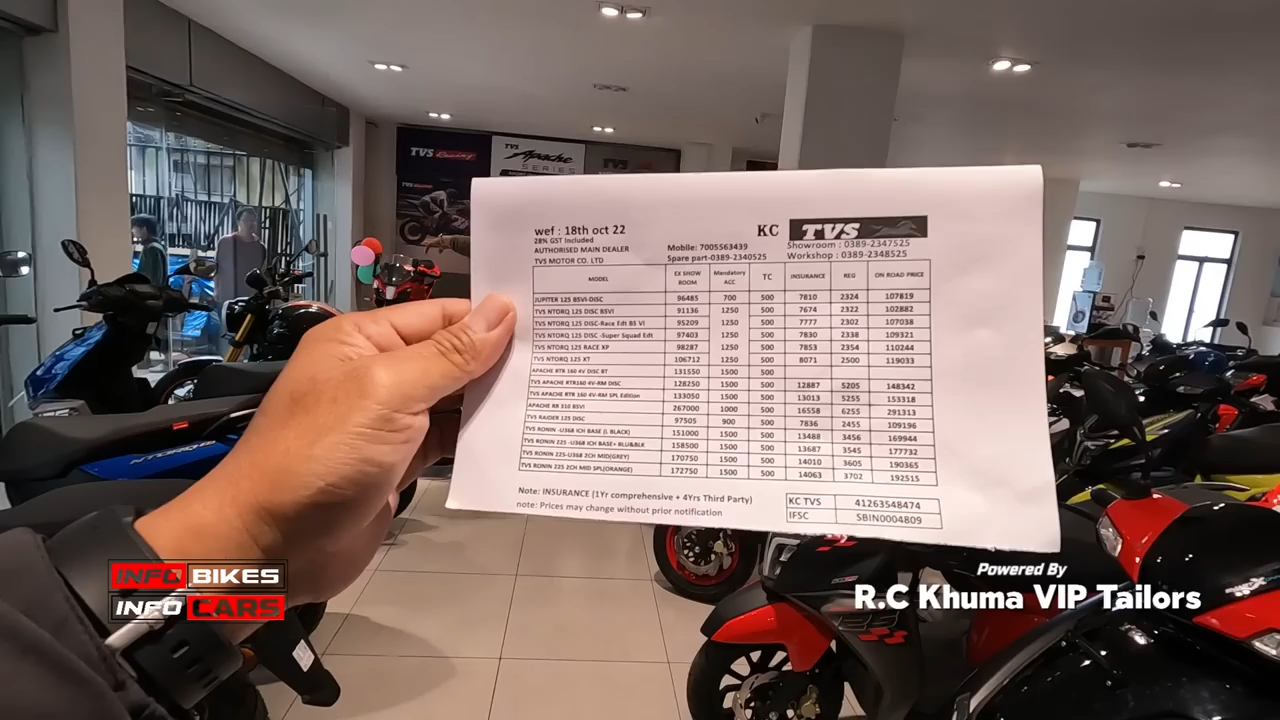 TVS Racing
TVS
Apache
SERIES
TVS
wef : 18th oct 22
28% GST Included
AUTHORISED MAIN DEALER
TVS MOTOR CO. LTD
Mobile: 7005563439
Spare part-0389-2340525
KC TVS
Showroom : 0389-2347525
Workshop : 0389-2348525
MODEL EX SHOW ROOM Mandatory ACC TC INSURANCE REG ON ROAD PRICE
JUPITER 125 BSVI-DISC 96485 700 500 7810 2324 107819
TVS NTORQ 125 DISC BSVI 91136 1250 500 7674 2322 102882
TVS NTORQ 125 DISC-Race Edt BS VI 95209 1250 500 7777 2302 107038
TVS NTORQ 125 DISC -Super Squad Edt 97403 1250 500 7830 2338 109321
TVS NTORQ 125 RACE XP 98287 1250 500 7853 2354 110244
TVS NTORQ 125 XT 106712 1250 500 8071 2500 119033
APACHE RTR 160 4V DISC BT 131550 1500 500
TVS APACHE RTR160 4V-RM DISC 128250 1500 500 12887 5205 148342
TVS APACHE RTR 160 4V-RM SPL Edition 133050 1500 500 13013 5255 153318
APACHE RR 310 BSVI 267000 1000 500 16558 6255 291313
TVS RAIDER 125 DISC 97505 900 500 7836 2455 109196
TVS RONIN -U368 ICH BASE (L BLACK) 151000 1500 500 13488 3456 169944
TVS RONIN 225 -U368 ICH BASE+ BLU&BLK 158500 1500 500 13687 3545 177732
TVS RONIN 225-U368 2CH MID(GREY) 170750 1500 500 14010 3605 190365
TVS RONIN 225 2CH MID SPL(ORANGE) 172750 1500 500 14063 3702 192515
Note: INSURANCE (1Yr comprehensive + 4Yrs Third Party)
note: Prices may change without prior notification
KC TVS 41263548474
IFSC SBIN0004809
INFO BIKES
INFO CARS
Powered By
R.C Khuma VIP Tailors